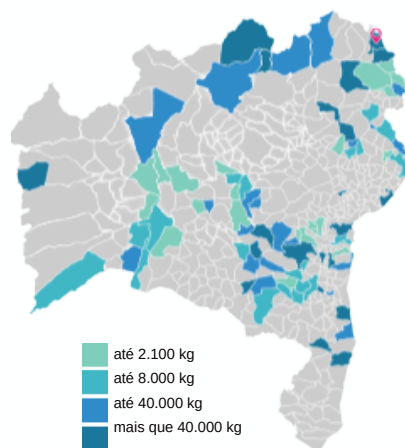 até 2.100 kg
até 8.000 kg
até 40.000 kg
mais que 40.000 kg